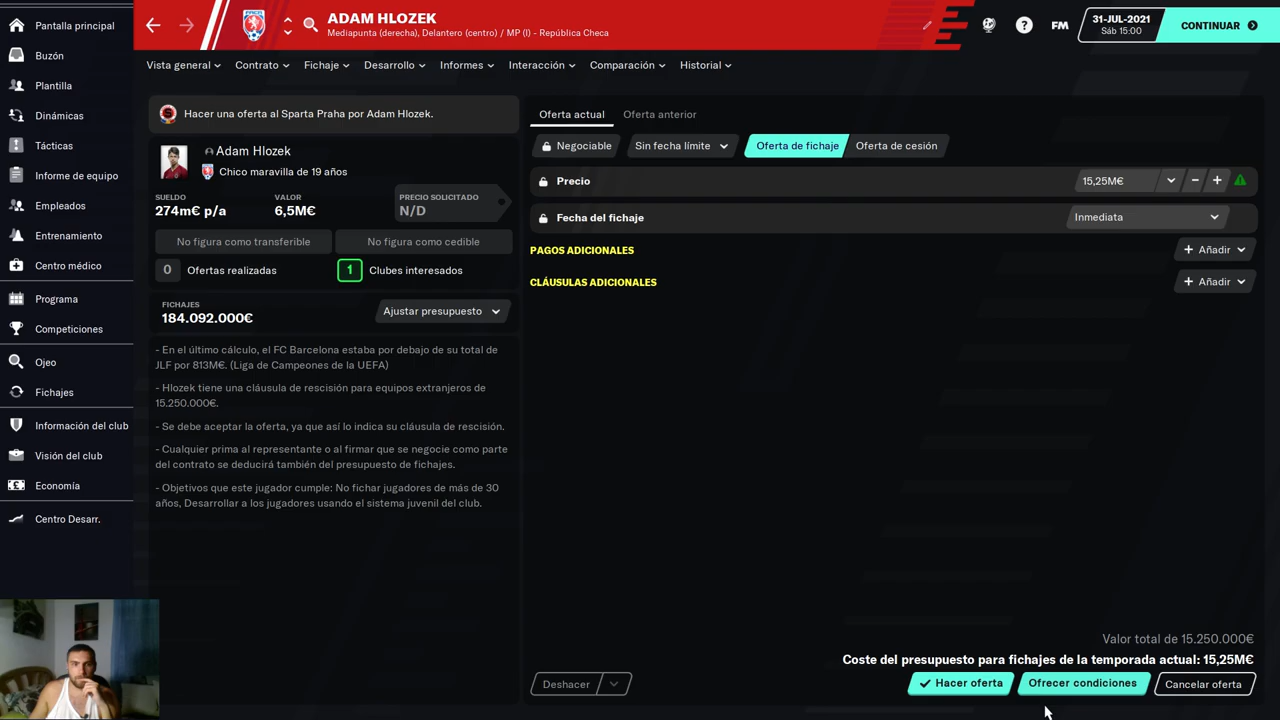 Pantalla principal
Buzón
Plantilla
Dinámicas
Tácticas
Informe de equipo
Empleados
Entrenamiento
Centro médico
Programa
Competiciones
Ojeo
Fichajes
Información del club
Visión del club
Economía
Centro Desarr.
ADAM HLOZEK
Mediapunta (derecha), Delantero (centro) / MP (I) - República Checa
FM
31-JUL-2021
Sáb 15:00
CONTINUAR
Vista general
Contrato
Fichaje
Desarrollo
Informes
Interacción
Comparación
Historial
Hacer una oferta al Sparta Praha por Adam Hlozek.
Adam Hlozek
Chico maravilla de 19 años
SUELDO
274m€ p/a
VALOR
6,5M€
PRECIO SOLICITADO
N/D
No figura como transferible
No figura como cedible
0 Ofertas realizadas
1 Clubes interesados
FICHAJES
184.092.000€
Ajustar presupuesto
- En el último cálculo, el FC Barcelona estaba por debajo de su total de
JLF por 813M€. (Liga de Campeones de la UEFA)
- Hlozek tiene una cláusula de rescisión para equipos extranjeros de
15.250.000€.
- Se debe aceptar la oferta, ya que así lo indica su cláusula de rescisión.
- Cualquier prima al representante o al firmar que se negocie como parte
del contrato se deducirá también del presupuesto de fichajes.
- Objetivos que este jugador cumple: No fichar jugadores de más de 30
años, Desarrollar a los jugadores usando el sistema juvenil del club.
Oferta actual
Oferta anterior
Negociable
Sin fecha límite
Oferta de fichaje
Oferta de cesión
Precio
15,25M€
Fecha del fichaje
Inmediata
PAGOS ADICIONALES
+ Añadir
CLÁUSULAS ADICIONALES
+ Añadir
Valor total de 15.250.000€
Coste del presupuesto para fichajes de la temporada actual: 15,25M€
Deshacer
Hacer oferta
Ofrecer condiciones
Cancelar oferta